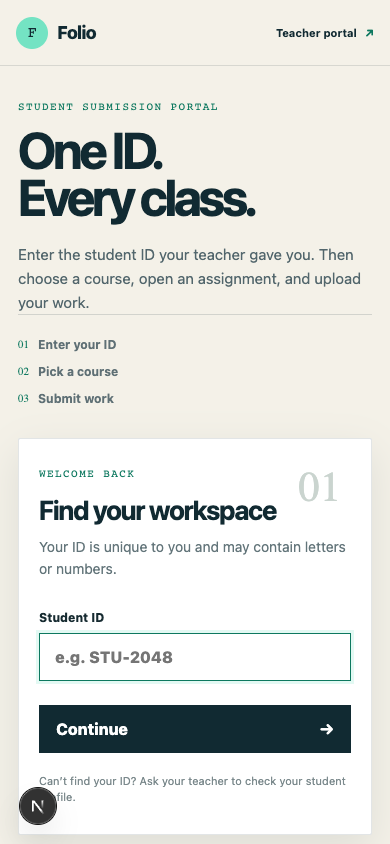 F Folio
Teacher portal ↗
STUDENT SUBMISSION PORTAL
One ID.
Every class.
Enter the student ID your teacher gave you. Then
choose a course, open an assignment, and upload
your work.
01 Enter your ID
02 Pick a course
03 Submit work
WELCOME BACK
01
Find your workspace
Your ID is unique to you and may contain letters
or numbers.
Student ID
e.g. STU-2048
Continue →
Can't find your ID? Ask your teacher to check your student
file.
N